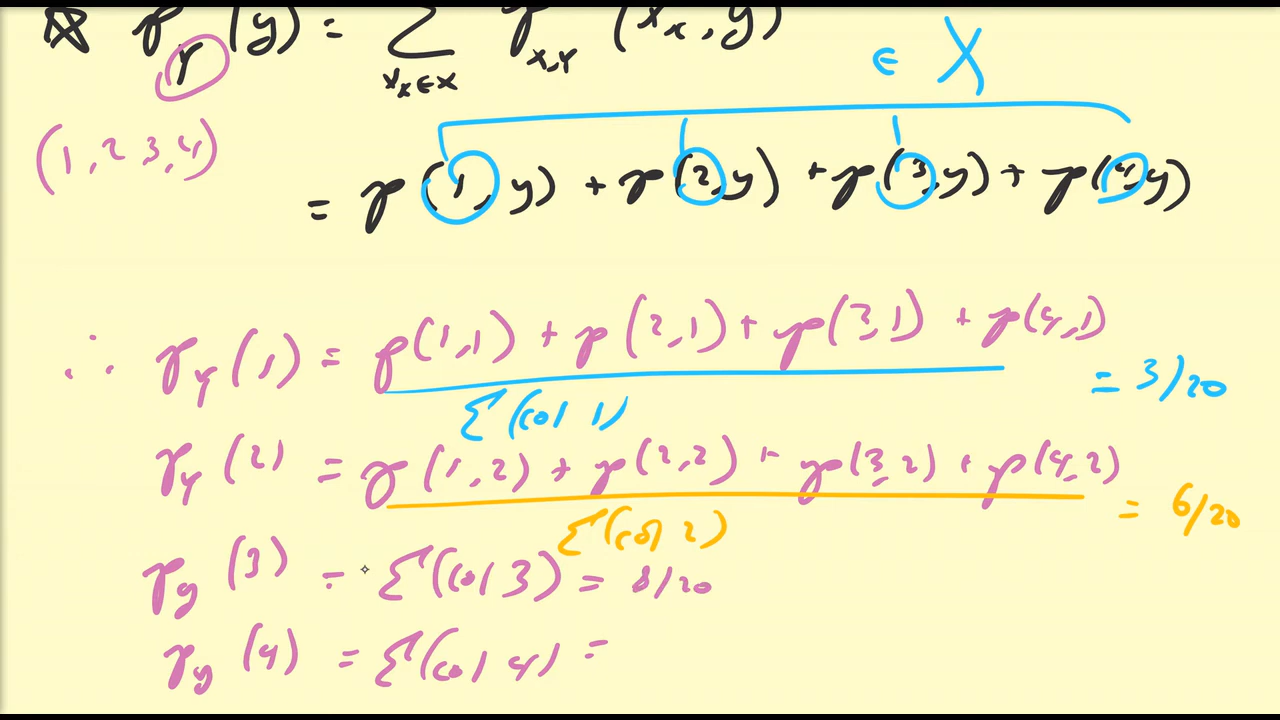 ☆ p_Y(y) = Σ_{x_x ∈ X} p_{X,Y}(x_x, y)
∈ X
(1, 2 3, 4)
= p(1, y) + p(2, y) + p(3, y) + p(4, y)
∴ p_Y(1) = p(1,1) + p(2,1) + p(3,1) + p(4,1)
= 3/20
Σ(col 1)
p_Y(2) = p(1,2) + p(2,2) + p(3,2) + p(4,2)
= 6/20
Σ(col 2)
p_y(3) = Σ(col 3) = 8/20
p_y(4) = Σ(col 4) =